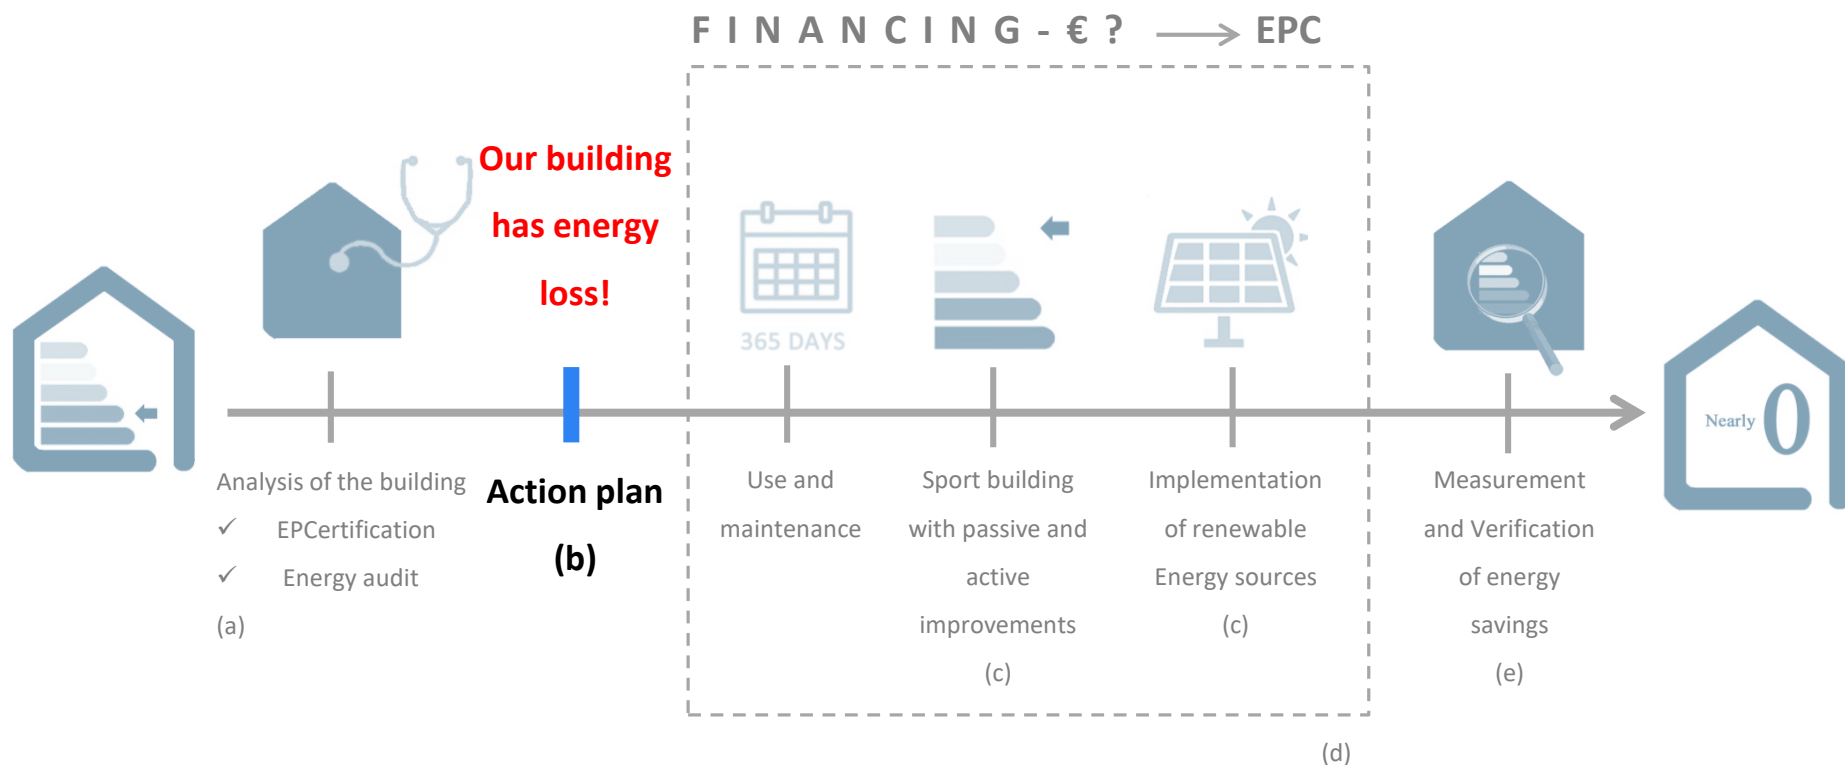 FINANCING-€? EPC
Our building
has energy
loss!
365 DAYS
Nearly 0
Analysis of the building
✓ EPCertification
✓ Energy audit
(a)
Action plan
(b)
Use and
maintenance
Sport building
with passive and
active
improvements
(c)
Implementation
of renewable
Energy sources
(c)
Measurement
and Verification
of energy
savings
(e)
(d)